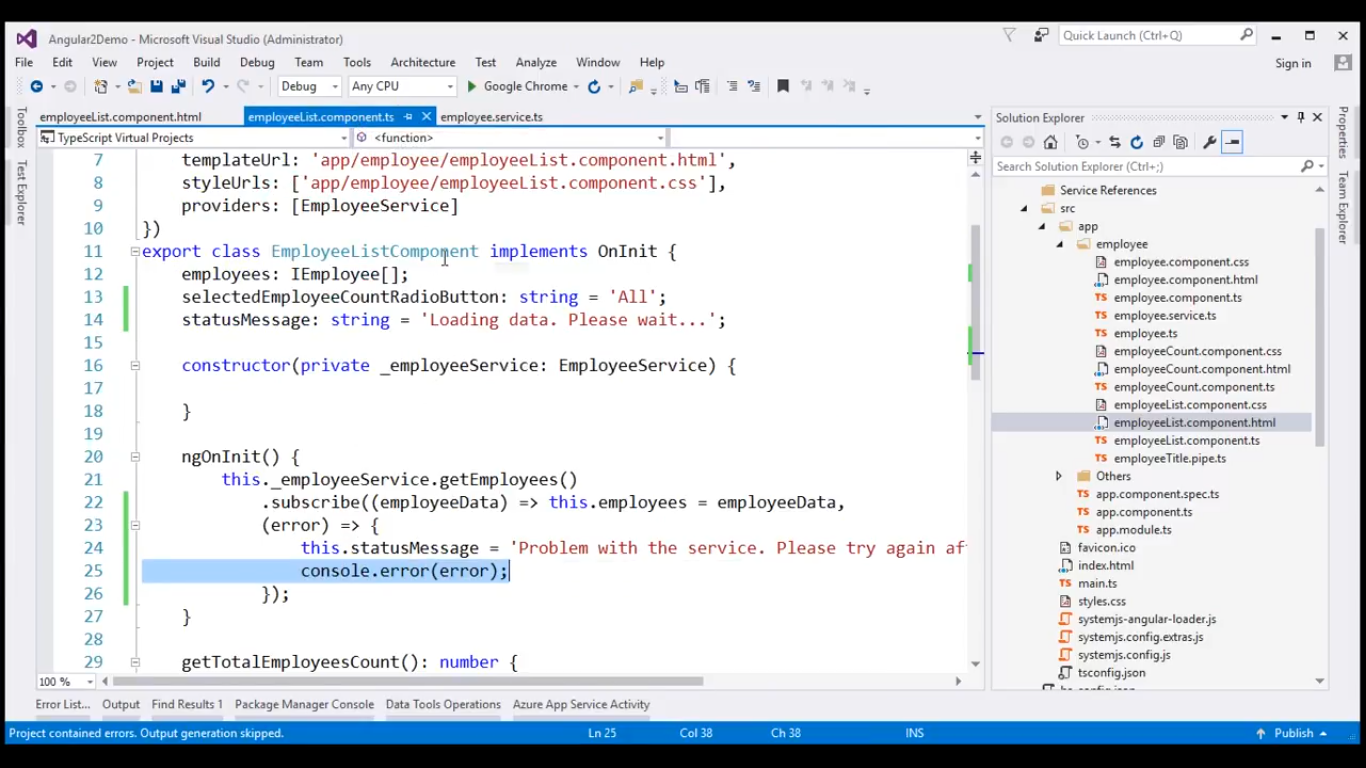 Angular2Demo - Microsoft Visual Studio (Administrator)
Quick Launch (Ctrl+Q)
File Edit View Project Build Debug Team Tools Architecture Test Analyze Window Help
Sign in
Debug Any CPU Google Chrome
employeeList.component.html employeeList.component.ts employee.service.ts
TypeScript Virtual Projects <function>
Toolbox
Test Explorer
7 templateUrl: 'app/employee/employeeList.component.html',
8 styleUrls: ['app/employee/employeeList.component.css'],
9 providers: [EmployeeService]
10 })
11 export class EmployeeListComponent implements OnInit {
12 employees: IEmployee[];
13 selectedEmployeeCountRadioButton: string = 'All';
14 statusMessage: string = 'Loading data. Please wait...';
15
16 constructor(private _employeeService: EmployeeService) {
17
18 }
19
20 ngOnInit() {
21 this._employeeService.getEmployees()
22 .subscribe((employeeData) => this.employees = employeeData,
23 (error) => {
24 this.statusMessage = 'Problem with the service. Please try again af
25 console.error(error);
26 });
27 }
28
29 getTotalEmployeesCount(): number {
100 %
Solution Explorer
Search Solution Explorer (Ctrl+;)
Service References
src
app
employee
employee.component.css
employee.component.html
TS employee.component.ts
TS employee.service.ts
TS employee.ts
employeeCount.component.css
employeeCount.component.html
TS employeeCount.component.ts
employeeList.component.css
employeeList.component.html
TS employeeList.component.ts
TS employeeTitle.pipe.ts
Others
TS app.component.spec.ts
TS app.component.ts
TS app.module.ts
favicon.ico
index.html
TS main.ts
styles.css
systemjs-angular-loader.js
systemjs.config.extras.js
systemjs.config.js
tsconfig.json
Properties
Team Explorer
Error List... Output Find Results 1 Package Manager Console Data Tools Operations Azure App Service Activity
Project contained errors. Output generation skipped. Ln 25 Col 38 Ch 38 INS Publish